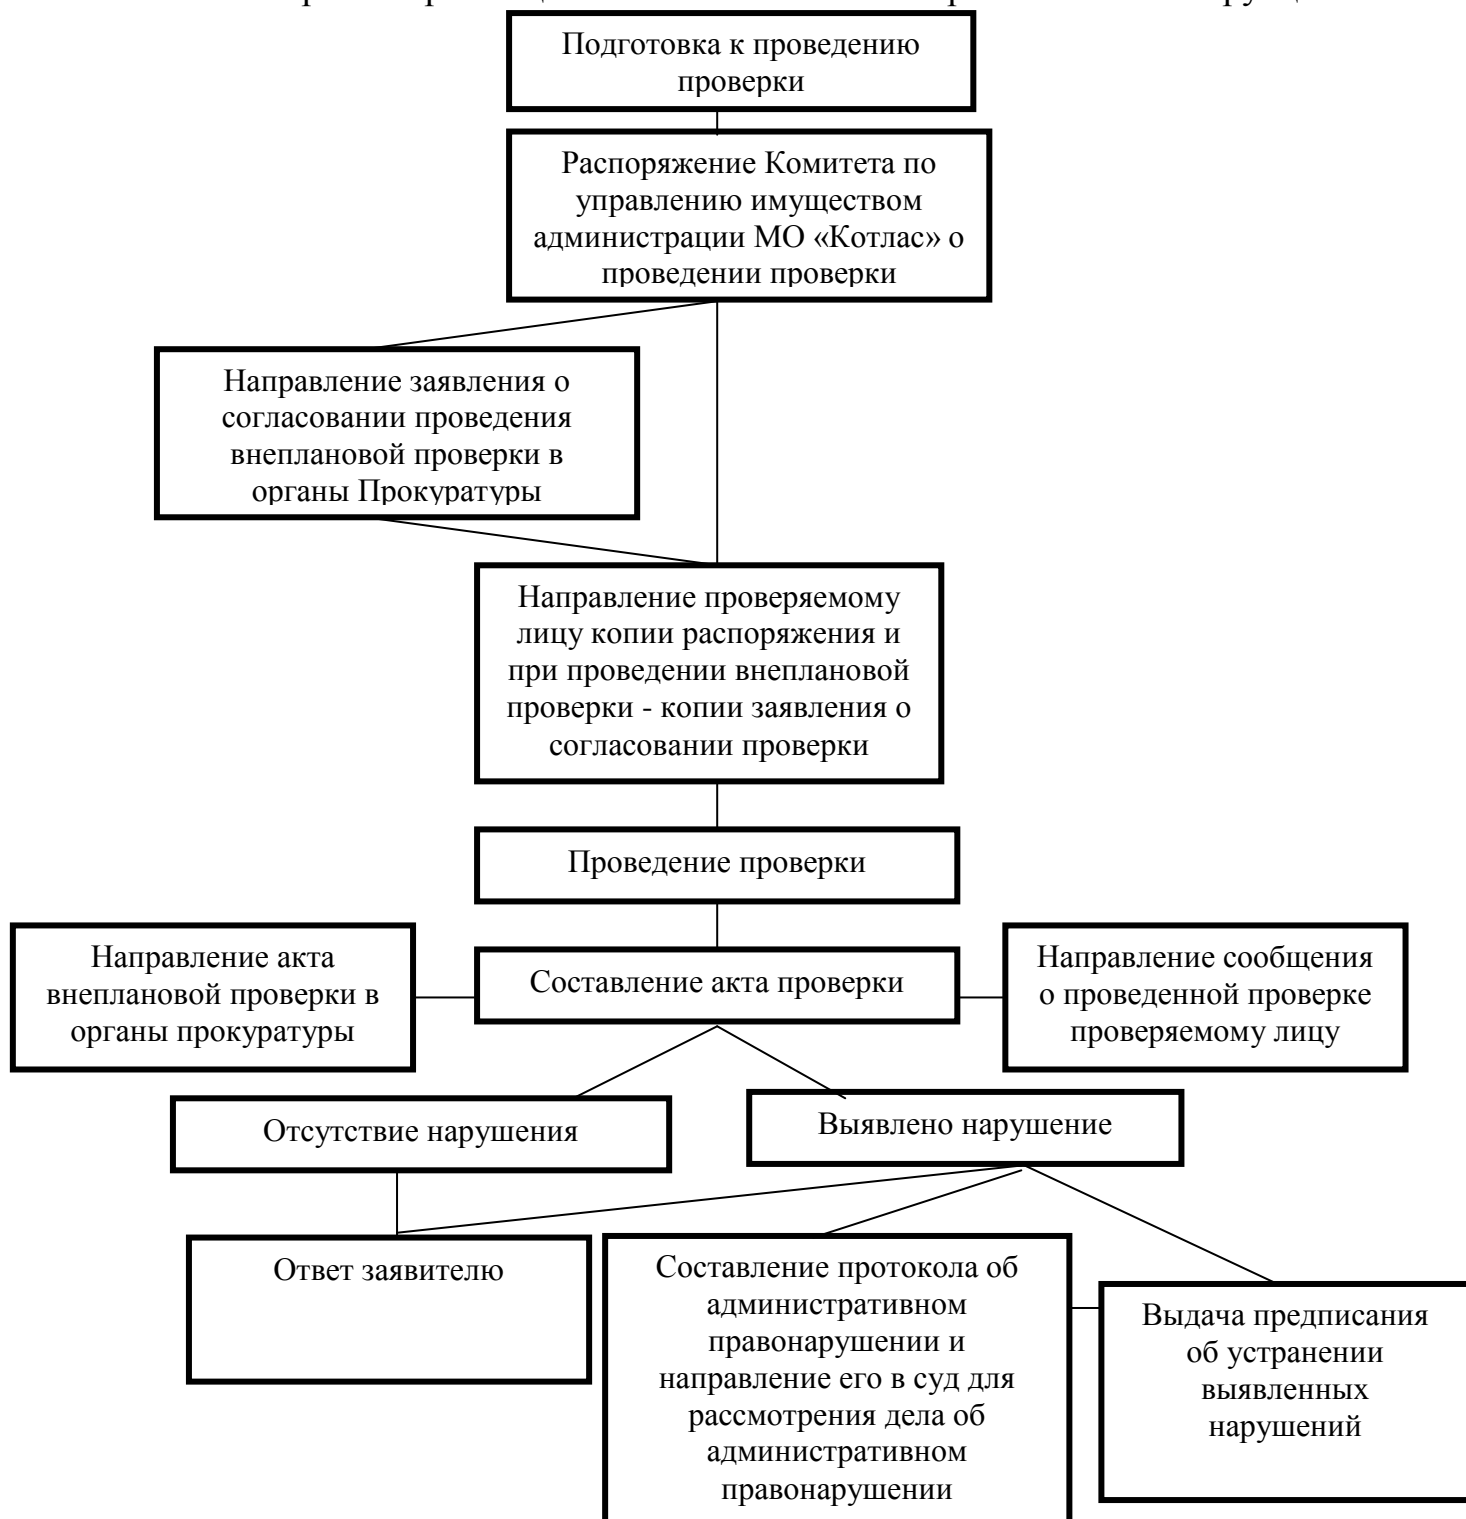 Подготовка к проведению
проверки
Распоряжение Комитета по
управлению имуществом
администрации МО «Котлас» о
проведении проверки
Направление заявления о
согласовании проведения
внеплановой проверки в
органы Прокуратуры
Направление проверяемому
лицу копии распоряжения и
при проведении внеплановой
проверки - копии заявления о
согласовании проверки
Проведение проверки
Направление акта
внеплановой проверки в
органы прокуратуры
Составление акта проверки
Направление сообщения
о проведенной проверке
проверяемому лицу
Отсутствие нарушения
Выявлено нарушение
Ответ заявителю
Составление протокола об
административном
правонарушении и
направление его в суд для
рассмотрения дела об
административном
правонарушении
Выдача предписания
об устранении
выявленных
нарушений